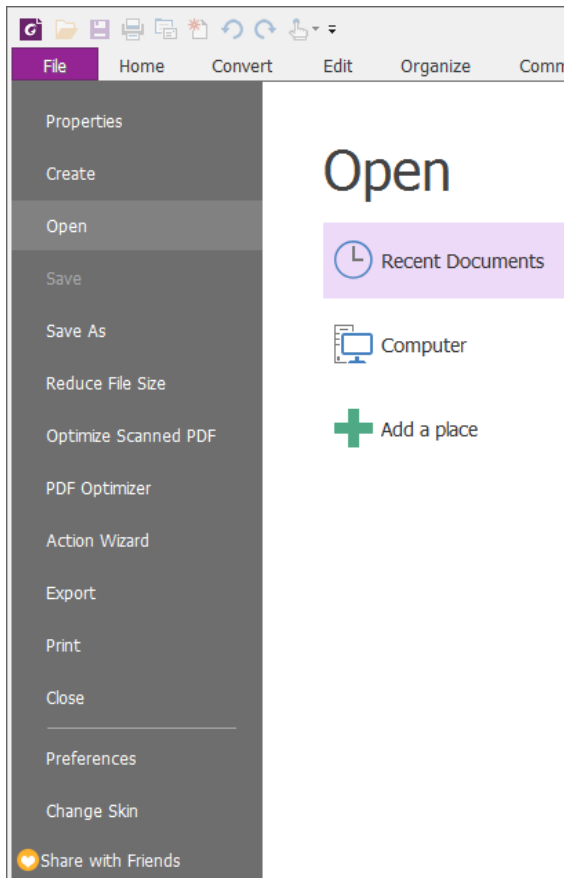 File Home Convert Edit Organize
Properties
Create
Open
Save
Save As
Reduce File Size
Optimize Scanned PDF
PDF Optimizer
Action Wizard
Export
Print
Close
Preferences
Change Skin
Share with Friends
Open
Recent Documents
Computer
Add a place